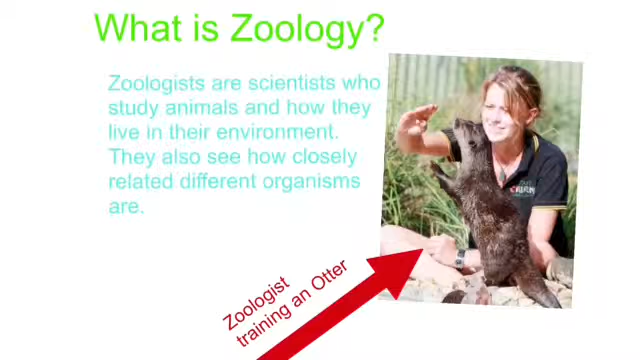 What is Zoology?
Zoologists are scientists who
study animals and how they
live in their environment.
They also see how closely
related different organisms
are.
Zoologist
training an Otter